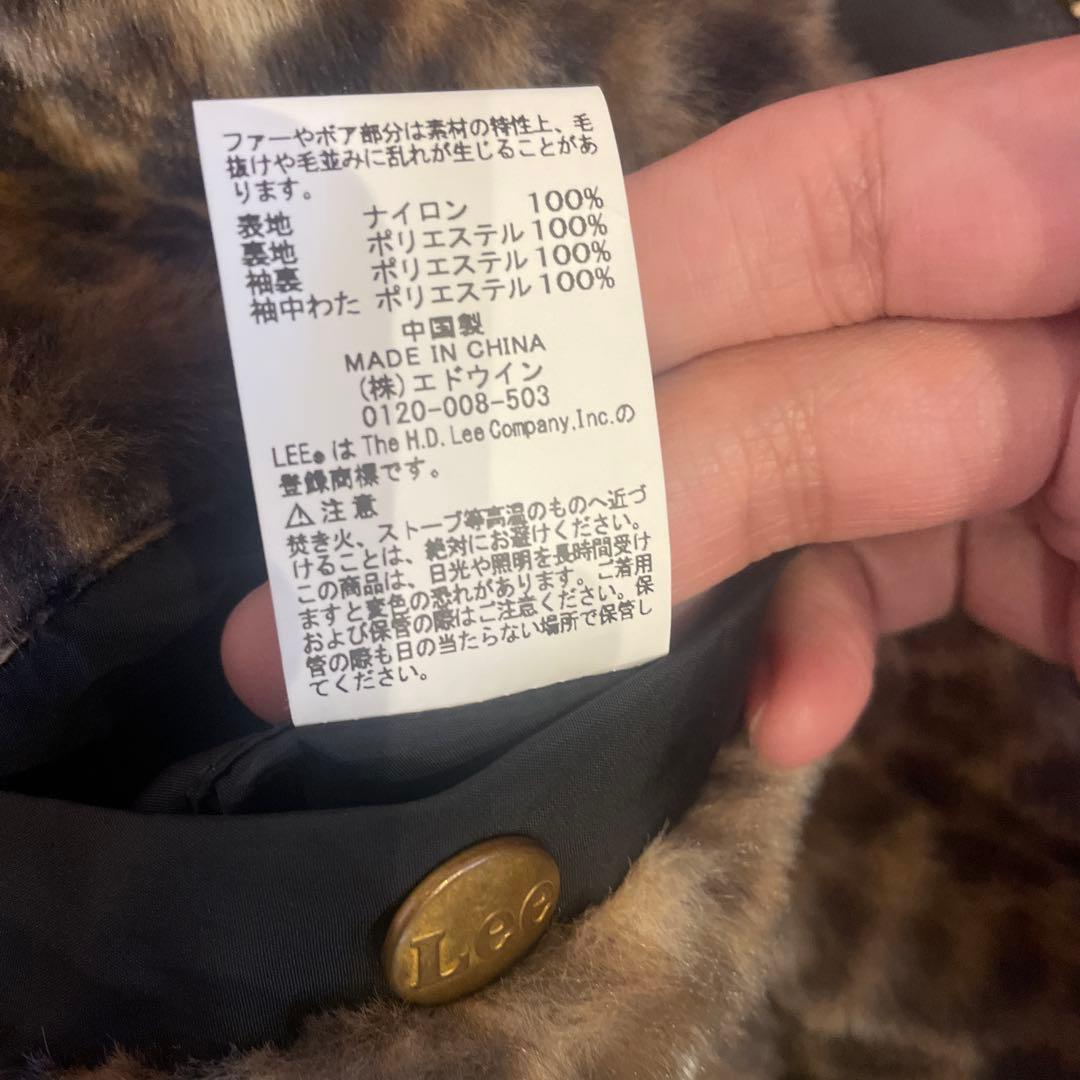 ファーやボア部分は素材の特性上、毛
抜けや毛並みに乱れが生じることがあ
ります。
表地 ナイロン 100%
裏地 ポリエステル 100%
袖裏 ポリエステル 100%
袖中わた ポリエステル 100%
中国製
MADE IN CHINA
(株)エドウイン
0120-008-503
LEE®は The H.D. Lee Company,Inc.の
登録商標です。
⚠注意
焚き火、ストーブ等高温のものへ近づ
けることは、絶対にお避けください。
この商品は、日光や照明を長時間受け
ますと変色の恐れがあります。ご着用
および保管の際はご注意ください。保
管の際も日の当たらない場所で保管し
てください。
Lee